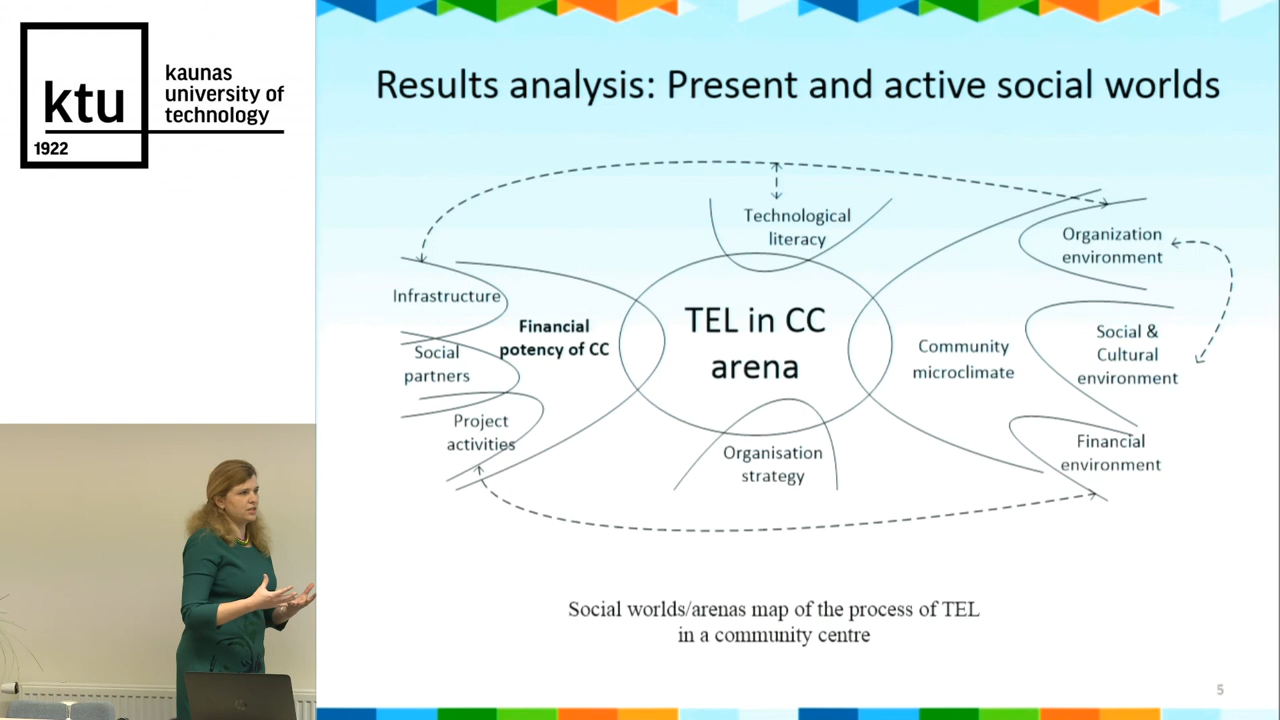 ktu
1922
kaunas
university of
technology
Results analysis: Present and active social worlds
Technological
literacy
Organization
environment
Infrastructure
Financial
potency of CC
Social
partners
Project
activities
TEL in CC
arena
Community
microclimate
Social &
Cultural
environment
Organisation
strategy
Financial
environment
Social worlds/arenas map of the process of TEL
in a community centre
5